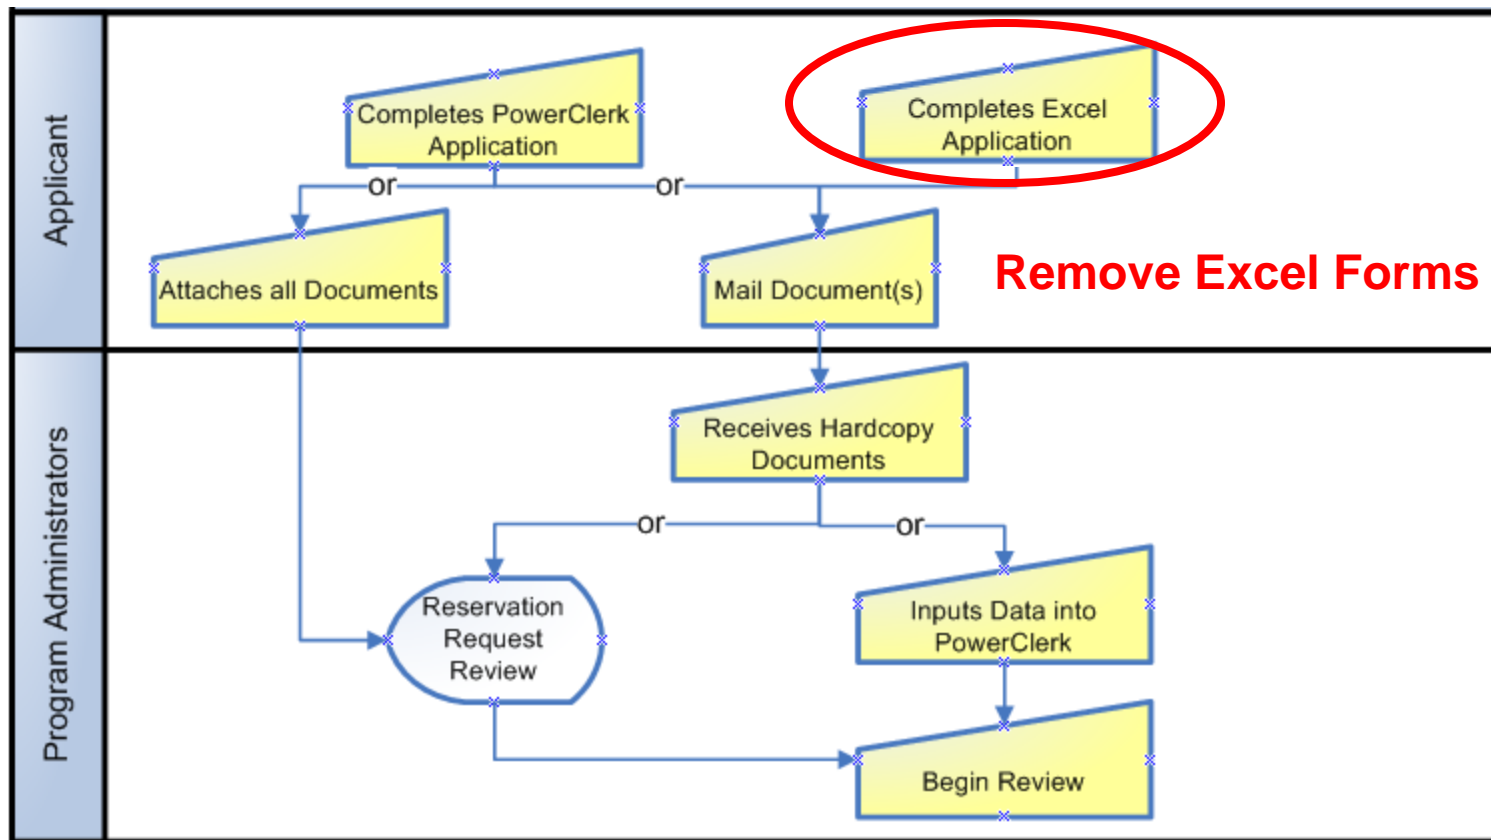 Applicant
Completes PowerClerk
Application
Completes Excel
Application
or
or
Attaches all Documents
Mail Document(s)
Remove Excel Forms
Program Administrators
Receives Hardcopy
Documents
or
or
Reservation
Request
Review
Inputs Data into
PowerClerk
Begin Review